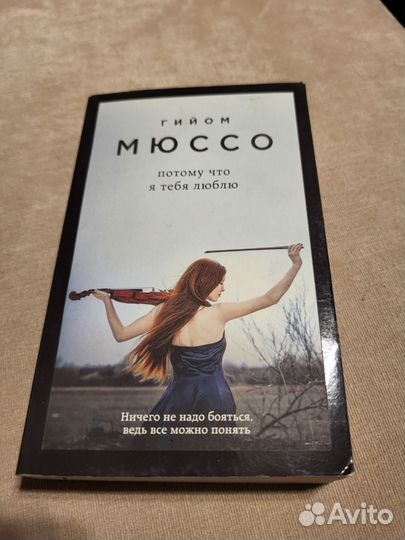 ГИЙОМ
МЮССО
потому что
я тебя люблю
Ничего не надо бояться,
ведь все можно понять
Avito